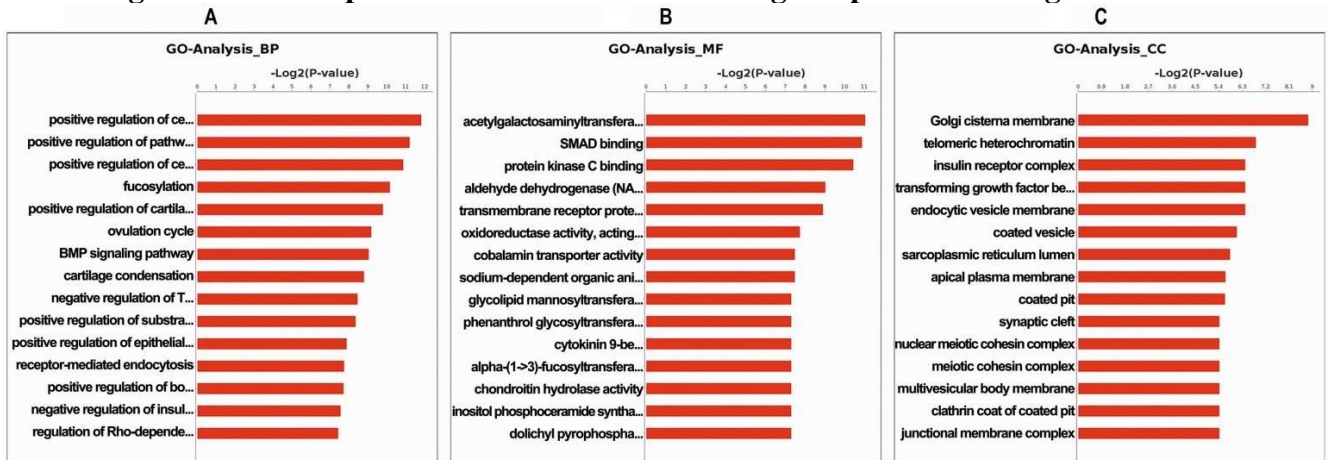 A B C
GO-Analysis_BP
-Log2(P-value)
0 1 2 3 4 5 6 7 8 9 10 11 12
positive regulation of ce...
positive regulation of pathw...
positive regulation of ce...
fucosylation
positive regulation of cartila...
ovulation cycle
BMP signaling pathway
cartilage condensation
negative regulation of T...
positive regulation of substra...
positive regulation of epithelial...
receptor-mediated endocytosis
positive regulation of bo...
negative regulation of insul...
regulation of Rho-depende...
GO-Analysis_MF
-Log2(P-value)
0 1 2 3 4 5 6 7 8 9 10 11
acetylgalactosaminyltransfera...
SMAD binding
protein kinase C binding
aldehyde dehydrogenase (NA...
transmembrane receptor prote...
oxidoreductase activity, acting...
cobalamin transporter activity
sodium-dependent organic ani...
glycolipid mannosyltransfera...
phenanthrol glycosyltransfera...
cytokinin 9-be...
alpha-(1->3)-fucosyltransfera...
chondroitin hydrolase activity
inositol phosphoceramide syntha...
dolichyl pyrophospha...
GO-Analysis_CC
-Log2(P-value)
0 0.9 1.8 2.7 3.6 4.5 5.4 6.3 7.2 8.1 9
Golgi cisterna membrane
telomeric heterochromatin
insulin receptor complex
transforming growth factor be...
endocytic vesicle membrane
coated vesicle
sarcoplasmic reticulum lumen
apical plasma membrane
coated pit
synaptic cleft
nuclear meiotic cohesin complex
meiotic cohesin complex
multivesicular body membrane
clathrin coat of coated pit
junctional membrane complex